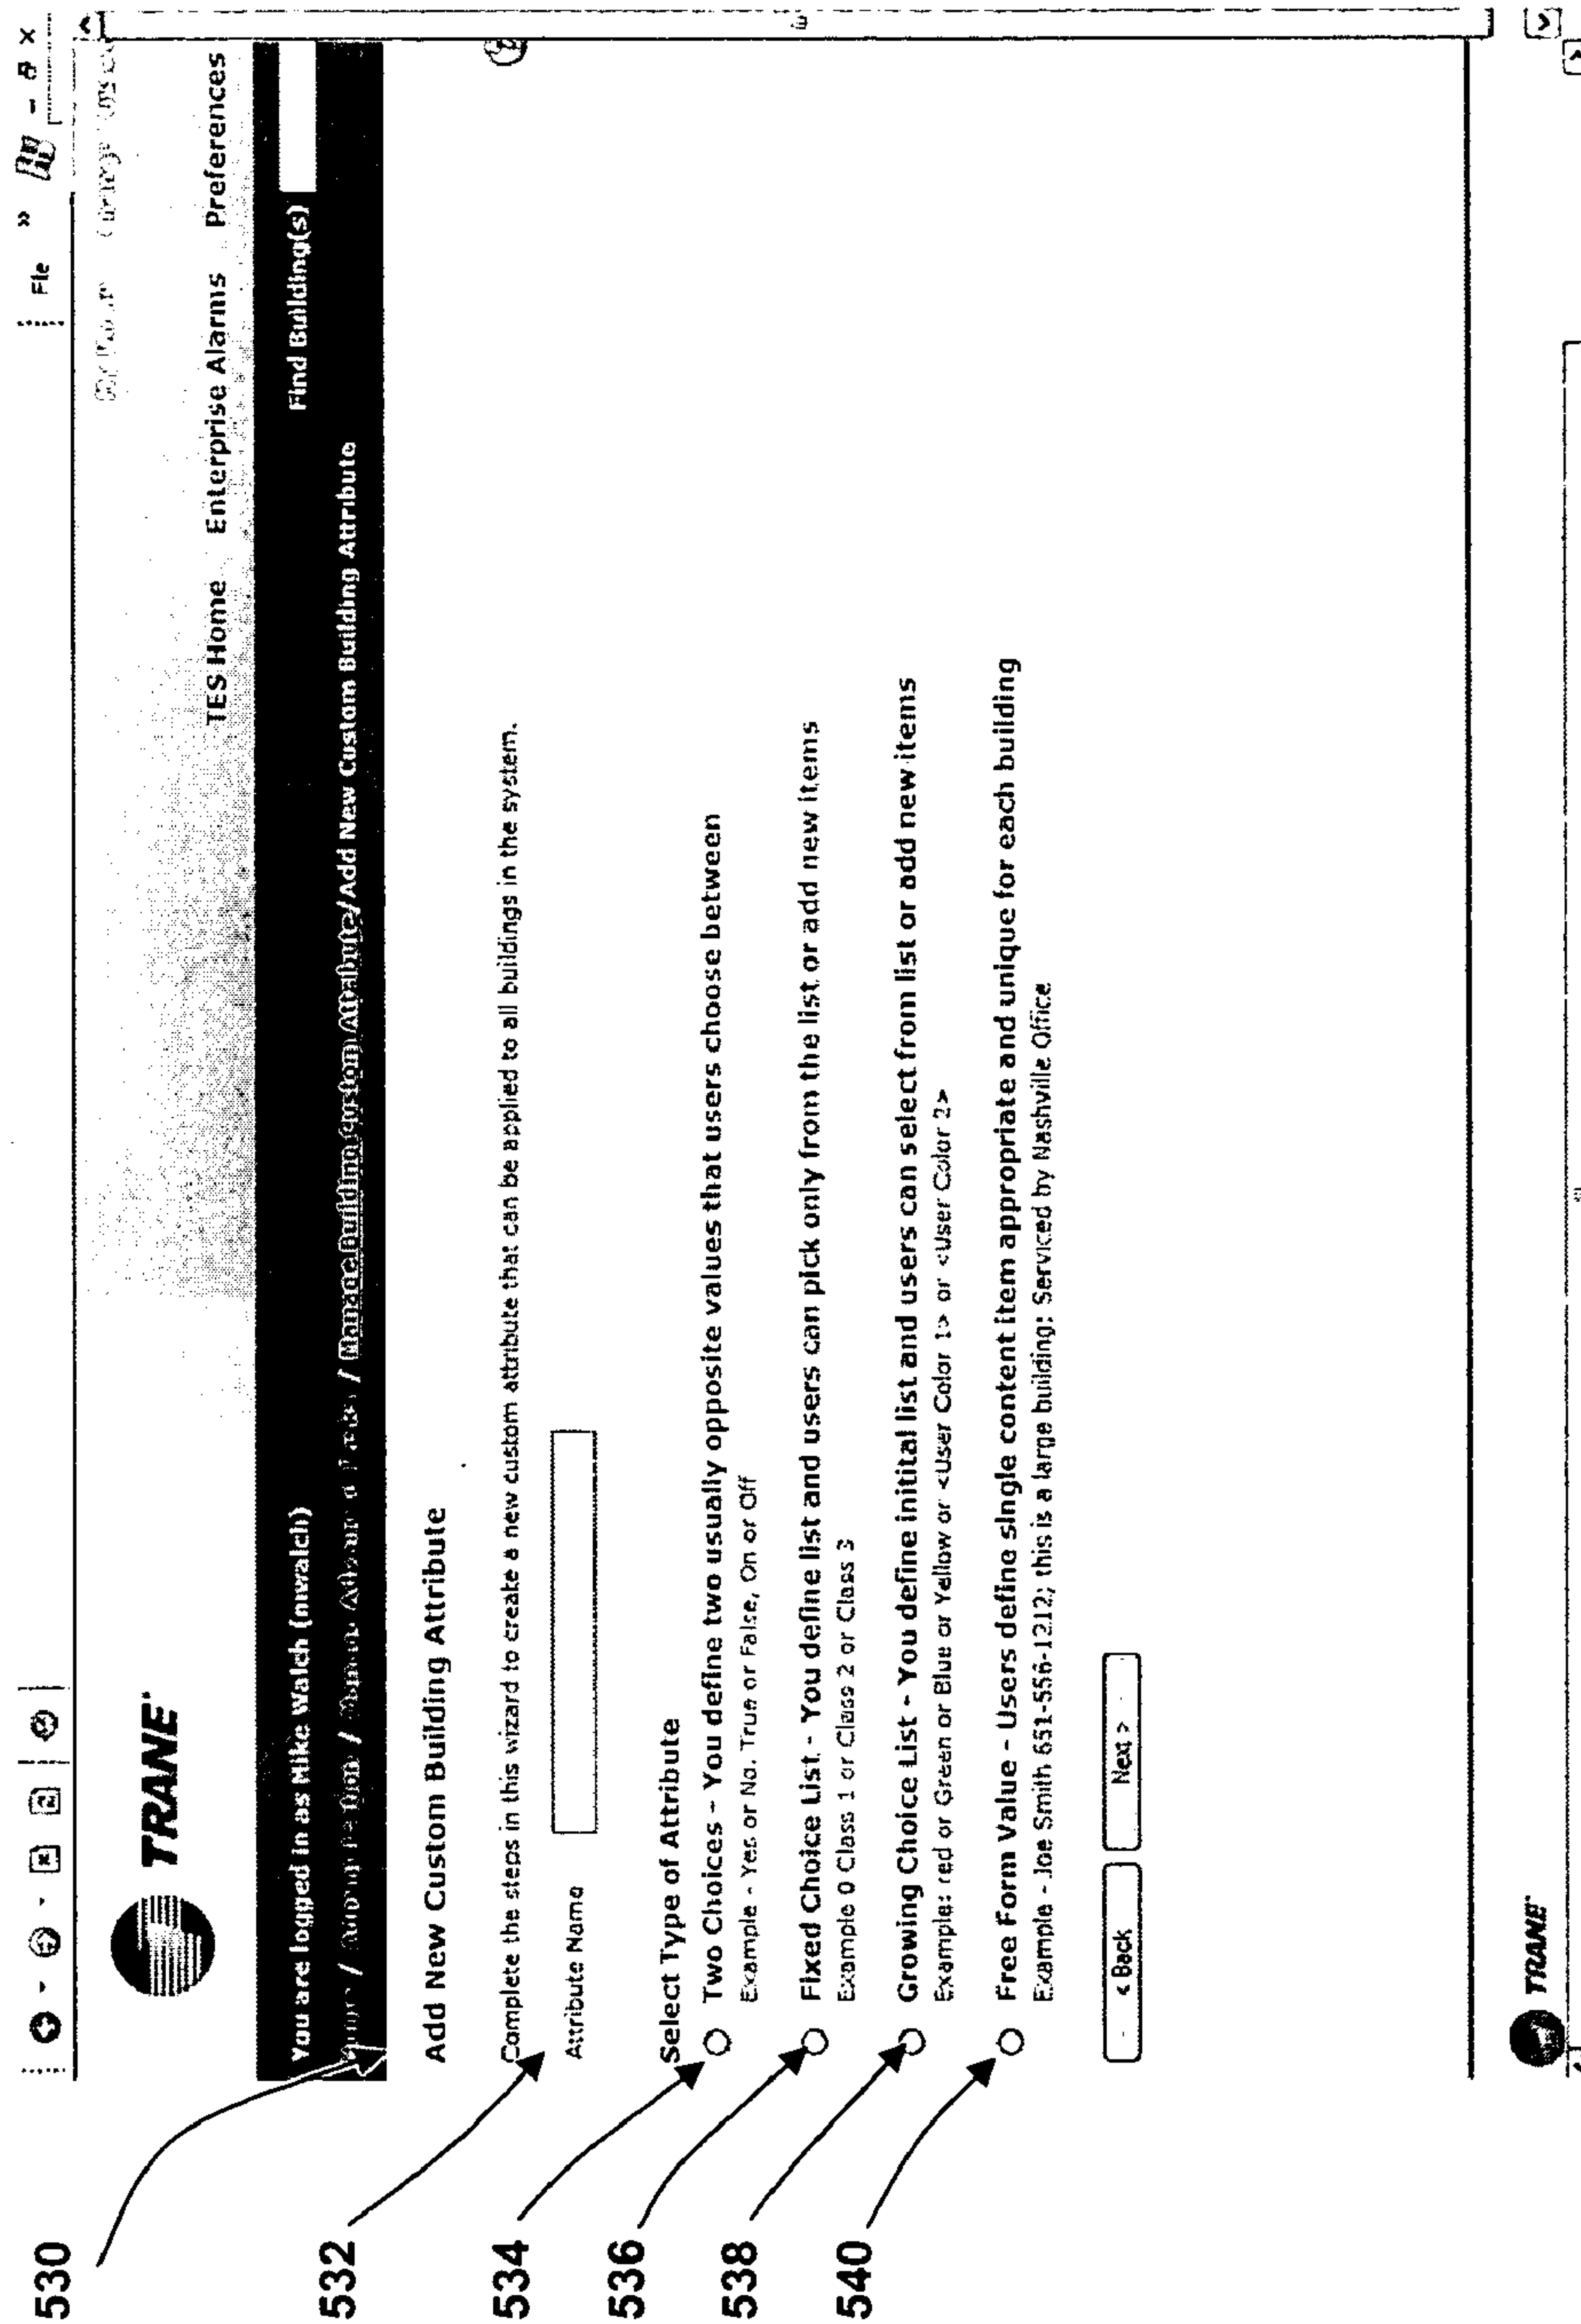 File »
TRANE
TES Home Enterprise Alarms Preferences
You are logged in as Mike Walch (mwalch) Find Building(s)
/ Manage Building Custom Attribute/Add New Custom Building Attribute
530
Add New Custom Building Attribute
Complete the steps in this wizard to create a new custom attribute that can be applied to all buildings in the system.
532
Attribute Name
Select Type of Attribute
534
Two Choices - You define two usually opposite values that users choose between
Example - Yes or No, True or False, On or Off
536
Fixed Choice List - You define list and users can pick only from the list or add new items
Example 0 Class 1 or Class 2 or Class 3
538
Growing Choice List - You define initital list and users can select from list or add new items
Example: red or Green or Blue or Yellow or <User Color 1> or <User Color 2>
540
Free Form Value - Users define single content item appropriate and unique for each building
Example - Joe Smith 651-556-1212; this is a large building; Serviced by Nashville Office
< Back Next >
TRANE